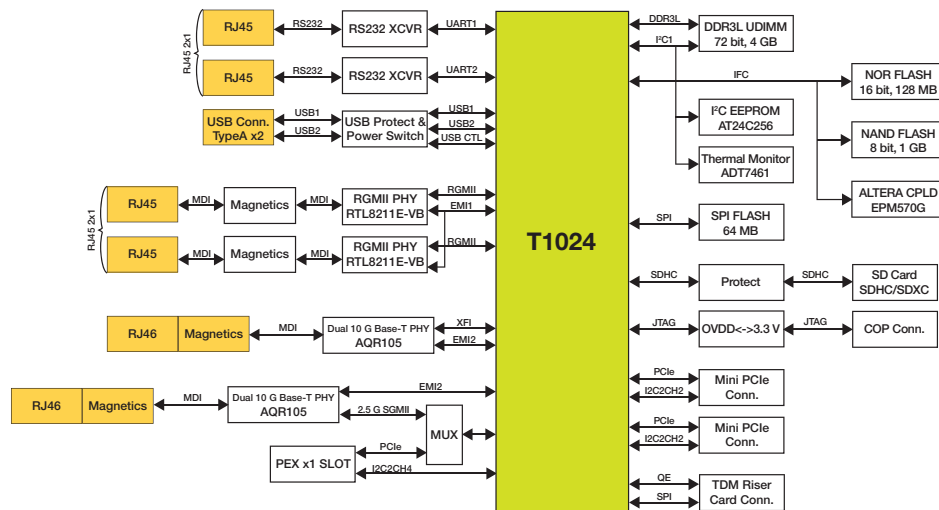 RJ45 2x1
RJ45
RS232
RS232 XCVR
UART1
RJ45
RS232
RS232 XCVR
UART2
USB Conn.
TypeA x2
USB1
USB2
USB Protect &
Power Switch
USB1
USB2
USB CTL
RJ45 2x1
RJ45
MDI
Magnetics
MDI
RGMII PHY
RTL8211E-VB
RGMII
EMI1
RJ45
MDI
Magnetics
MDI
RGMII PHY
RTL8211E-VB
RGMII
RJ46
Magnetics
MDI
Dual 10 G Base-T PHY
AQR105
XFI
EMI2
RJ46
Magnetics
MDI
Dual 10 G Base-T PHY
AQR105
EMI2
2.5 G SGMII
MUX
PEX x1 SLOT
PCIe
I2C2CH4
T1024
DDR3L
DDR3L UDIMM
72 bit, 4 GB
I²C1
IFC
NOR FLASH
16 bit, 128 MB
I²C EEPROM
AT24C256
NAND FLASH
8 bit, 1 GB
Thermal Monitor
ADT7461
ALTERA CPLD
EPM570G
SPI
SPI FLASH
64 MB
SDHC
Protect
SDHC
SD Card
SDHC/SDXC
JTAG
OVDD<->3.3 V
JTAG
COP Conn.
PCIe
I2C2CH2
Mini PCIe
Conn.
PCIe
I2C2CH2
Mini PCIe
Conn.
QE
SPI
TDM Riser
Card Conn.